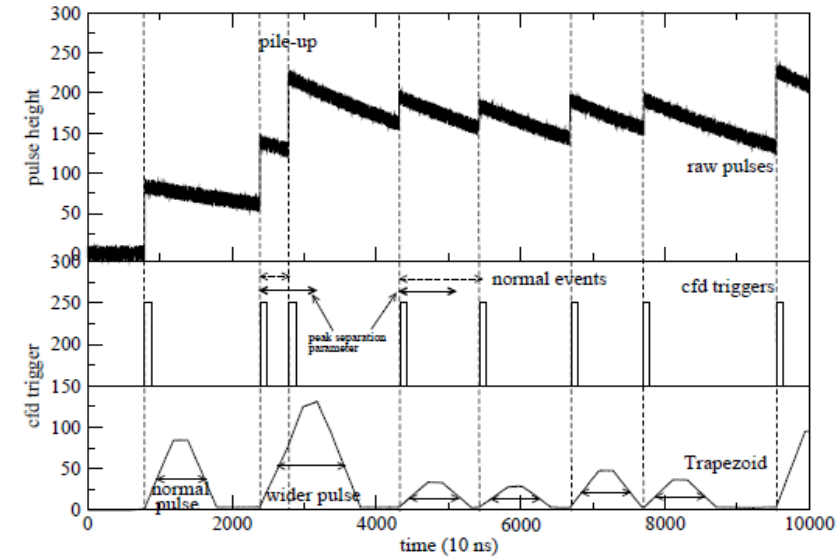 300
pile-up
250
200
150
100
50
0
pulse height
raw pulses
300
normal events
cfd triggers
250
peak separation
parameter
200
150
cfd trigger
100
Trapezoid
50
normal
pulse
wider pulse
0
0 2000 4000 6000 8000 10000
time (10 ns)